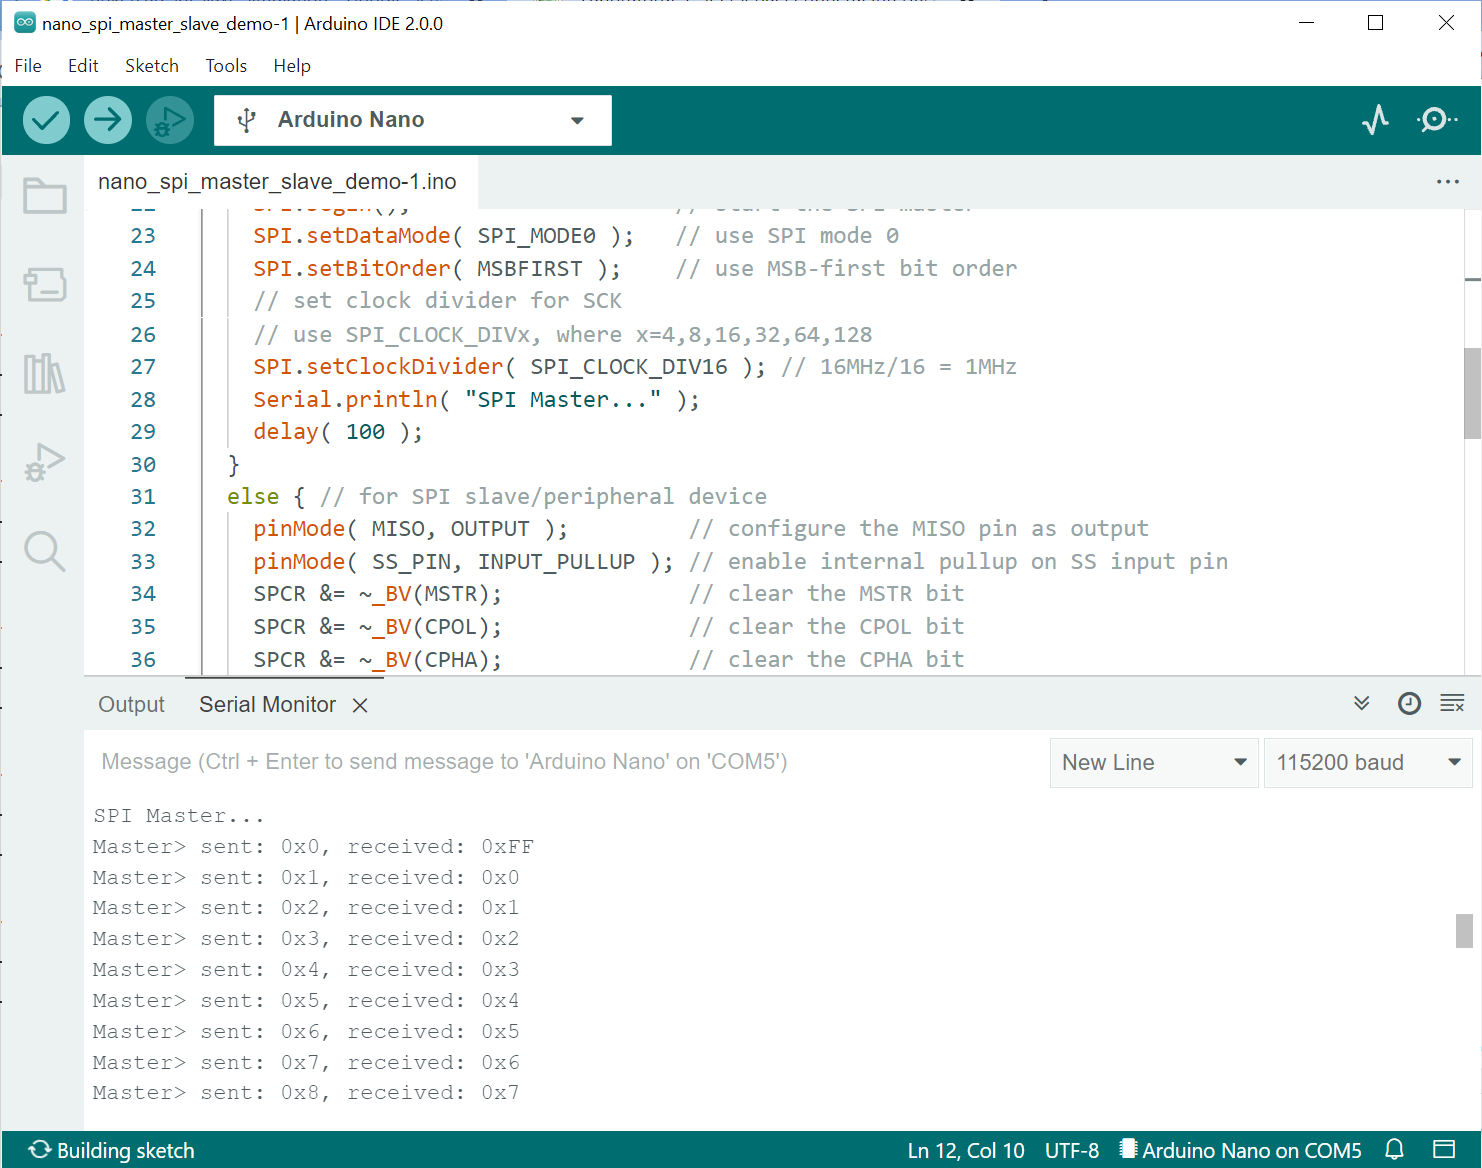 nano_spi_master_slave_demo-1 | Arduino IDE 2.0.0
File Edit Sketch Tools Help
Arduino Nano
nano_spi_master_slave_demo-1.ino
23 SPI.setDataMode( SPI_MODE0 ); // use SPI mode 0
24 SPI.setBitOrder( MSBFIRST ); // use MSB-first bit order
25 // set clock divider for SCK
26 // use SPI_CLOCK_DIVx, where x=4,8,16,32,64,128
27 SPI.setClockDivider( SPI_CLOCK_DIV16 ); // 16MHz/16 = 1MHz
28 Serial.println( "SPI Master..." );
29 delay( 100 );
30 }
31 else { // for SPI slave/peripheral device
32 pinMode( MISO, OUTPUT ); // configure the MISO pin as output
33 pinMode( SS_PIN, INPUT_PULLUP ); // enable internal pullup on SS input pin
34 SPCR &= ~_BV(MSTR); // clear the MSTR bit
35 SPCR &= ~_BV(CPOL); // clear the CPOL bit
36 SPCR &= ~_BV(CPHA); // clear the CPHA bit
Output Serial Monitor
Message (Ctrl + Enter to send message to 'Arduino Nano' on 'COM5')
New Line 115200 baud
SPI Master...
Master> sent: 0x0, received: 0xFF
Master> sent: 0x1, received: 0x0
Master> sent: 0x2, received: 0x1
Master> sent: 0x3, received: 0x2
Master> sent: 0x4, received: 0x3
Master> sent: 0x5, received: 0x4
Master> sent: 0x6, received: 0x5
Master> sent: 0x7, received: 0x6
Master> sent: 0x8, received: 0x7
Building sketch Ln 12, Col 10 UTF-8 Arduino Nano on COM5